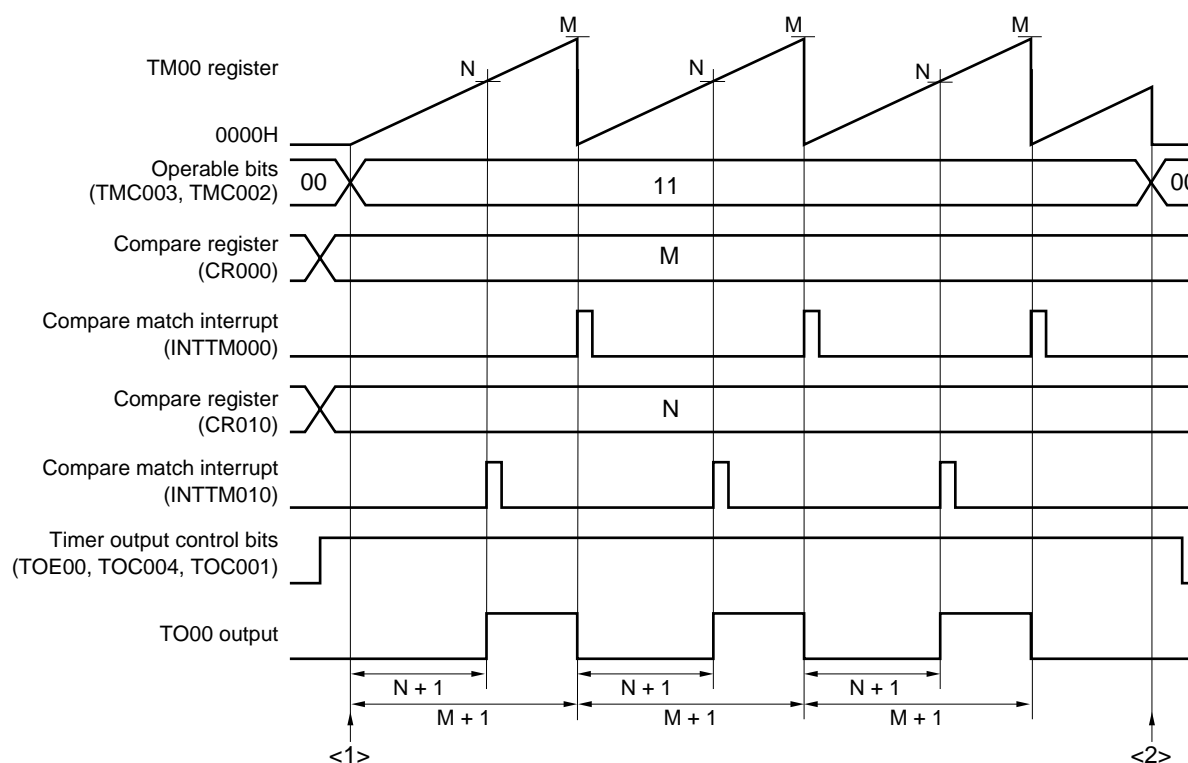 M M M
TM00 register N N N
0000H
Operable bits
(TMC003, TMC002) 00 11 00
Compare register
(CR000) M
Compare match interrupt
(INTTM000)
Compare register
(CR010) N
Compare match interrupt
(INTTM010)
Timer output control bits
(TOE00, TOC004, TOC001)
TO00 output
N + 1 N + 1 N + 1
M + 1 M + 1 M + 1
<1> <2>